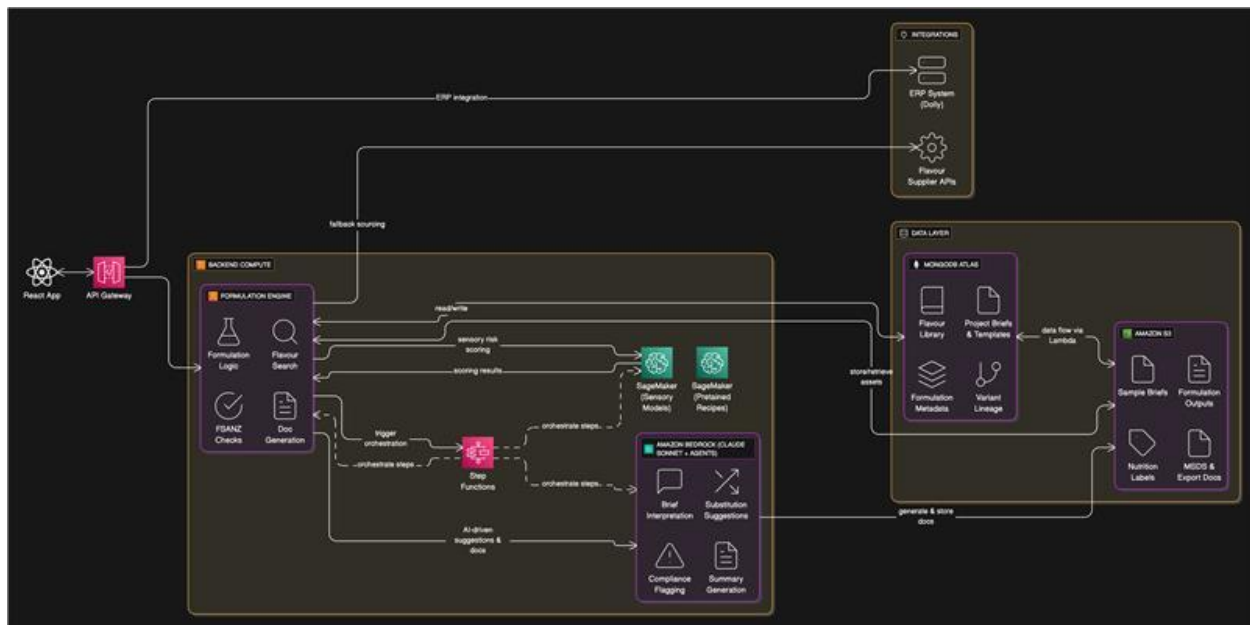 INTEGRATIONS
ERP System
(Dolly)
Flavour
Supplier APIs
ERP integration
fallback sourcing
React App
API Gateway
BACKEND COMPUTE
FORMULATION ENGINE
Formulation
Logic
Flavour
Search
FSANZ
Checks
Doc
Generation
read/write
sensory risk
scoring
scoring results
trigger
orchestration
orchestrate steps
Step
Functions
orchestrate steps
orchestrate steps
AI-driven
suggestions &
docs
SageMaker
(Sensory
Models)
SageMaker
(Pretained
Recipes)
AMAZON BEDROCK (CLAUDE
SONNET + AGENTS)
Brief
Interpretation
Substitution
Suggestions
Compliance
Flagging
Summary
Generation
store/retrieve
assets
generate & store
docs
DATA LAYER
MONGODB ATLAS
Flavour
Library
Project Briefs
& Templates
Formulation
Metadata
Variant
Lineage
data flow via
Lambda
AMAZON S3
Sample Briefs
Formulation
Outputs
Nutrition
Labels
MSDS &
Export Docs